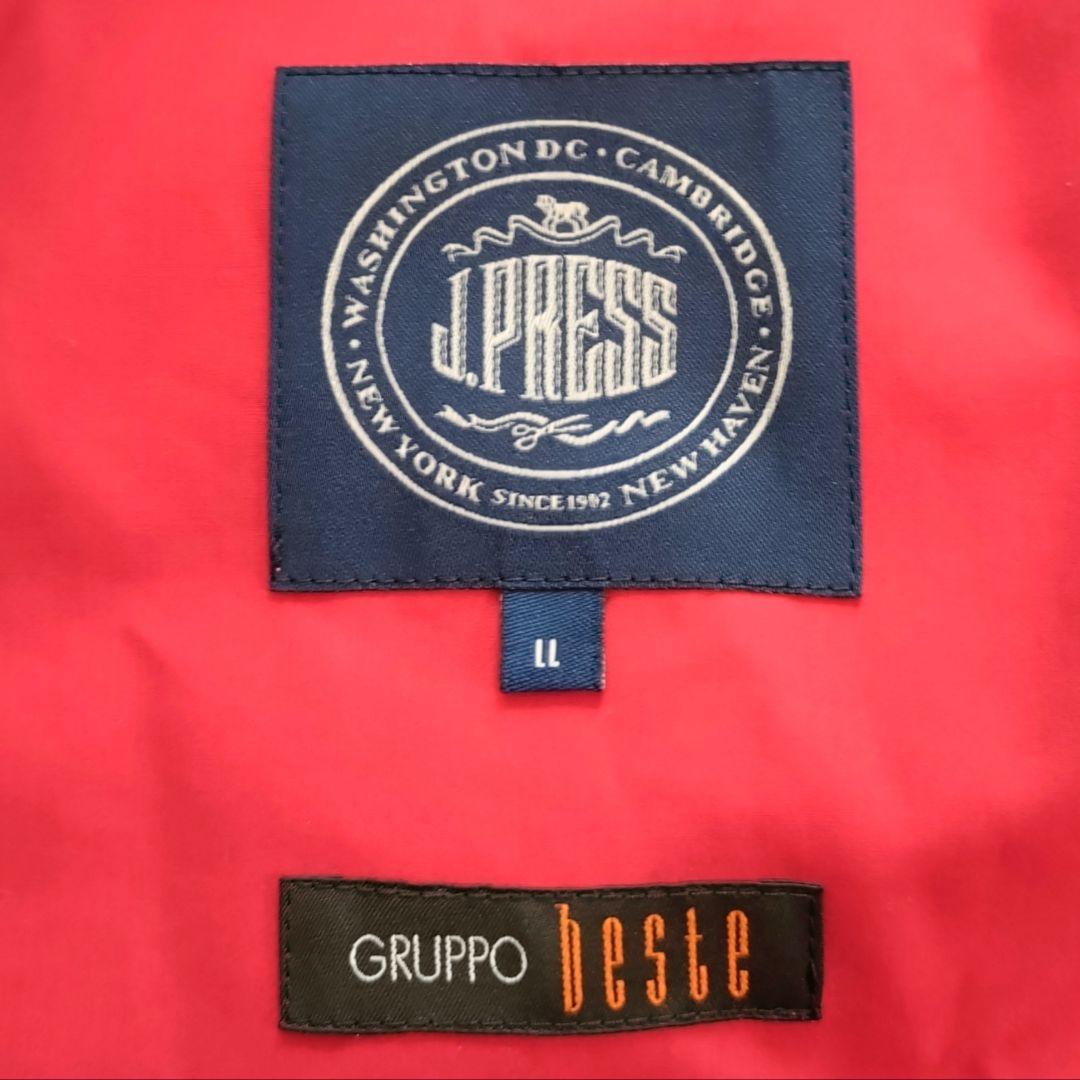 WASHINGTON DC · CAMBRIDGE ·
J.PRESS
· NEW YORK SINCE 1902 NEW HAVEN
LL
GRUPPO beste